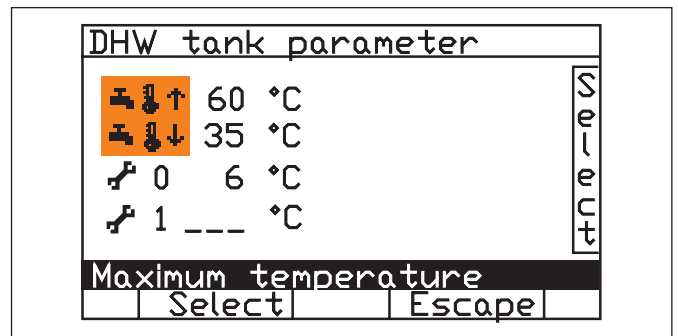 DHW tank parameter
↑ 60 °C
↓ 35 °C
0 6 °C
1 ___ °C
Select
Maximum temperature
Select Escape